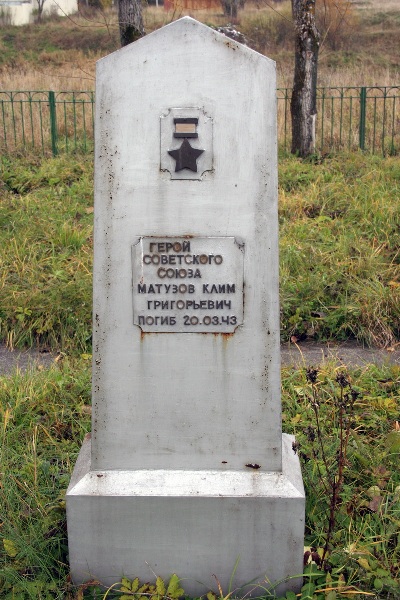 ГЕРОЙ
СОВЕТСКОГО
СОЮЗА
МАТУЗОВ КЛИМ
ГРИГОРЬЕВИЧ
ПОГИБ 20.03.43